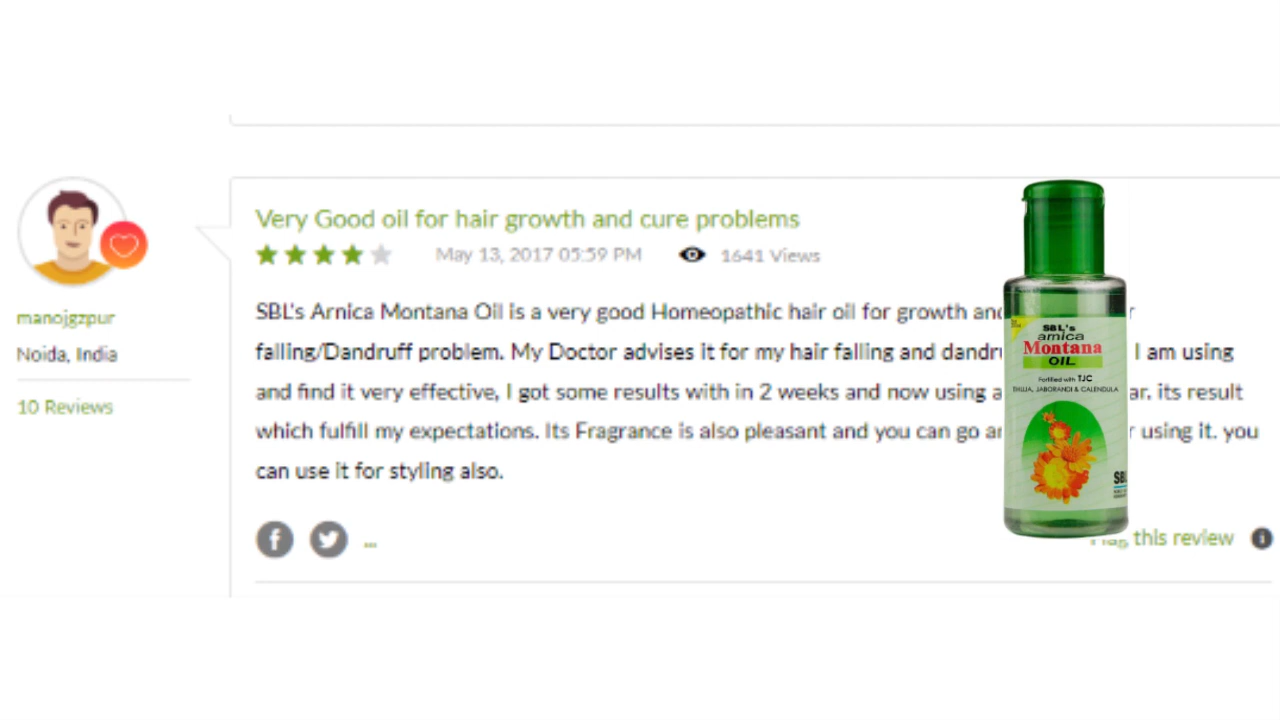 Very Good oil for hair growth and cure problems
May 13, 2017 05:59 PM 1641 Views
manojgzpur
Noida, India
10 Reviews
SBL's Arnica Montana Oil is a very good Homeopathic hair oil for growth
falling/Dandruff problem. My Doctor advises it for my hair falling and I am using
and find it very effective, I got some results with in 2 weeks and now using its result
which fulfill my expectations. Its Fragrance is also pleasant and you can go using it. you
can use it for styling also.
this review
SBL's
arnica
Montana
OIL
Fortified with TJC
THUJA, JABORANDI & CALENDULA